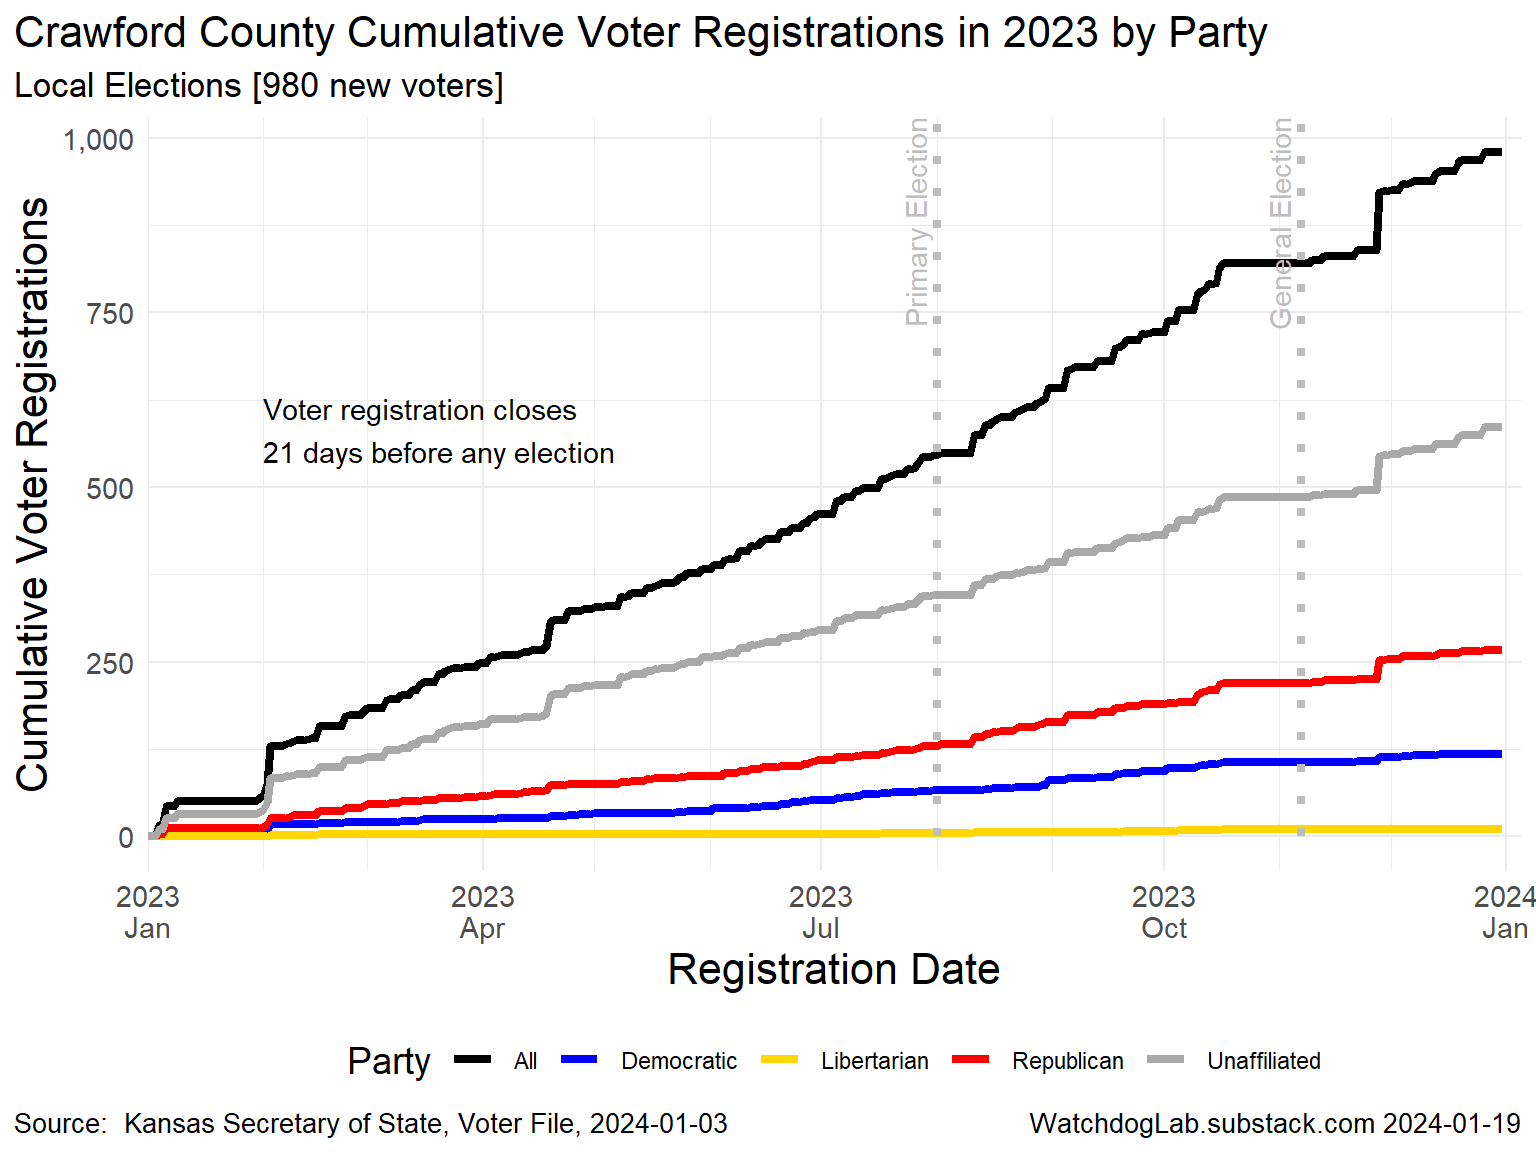 Crawford County Cumulative Voter Registrations in 2023 by Party
Local Elections [980 new voters]
Cumulative Voter Registrations
1,000
750
500
250
0
Primary Election
General Election
Voter registration closes
21 days before any election
2023
Jan
2023
Apr
2023
Jul
2023
Oct
2024
Jan
Registration Date
Party All Democratic Libertarian Republican Unaffiliated
Source:  Kansas Secretary of State, Voter File, 2024-01-03
WatchdogLab.substack.com 2024-01-19